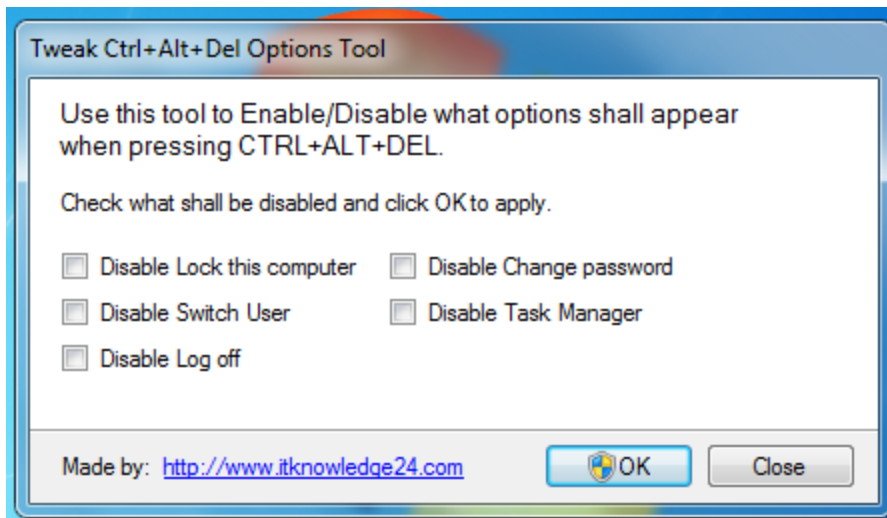 Tweak Ctrl+Alt+Del Options Tool
Use this tool to Enable/Disable what options shall appear
when pressing CTRL+ALT+DEL.
Check what shall be disabled and click OK to apply.
Disable Lock this computer Disable Change password
Disable Switch User Disable Task Manager
Disable Log off
Made by: http://www.itknowledge24.com OK Close